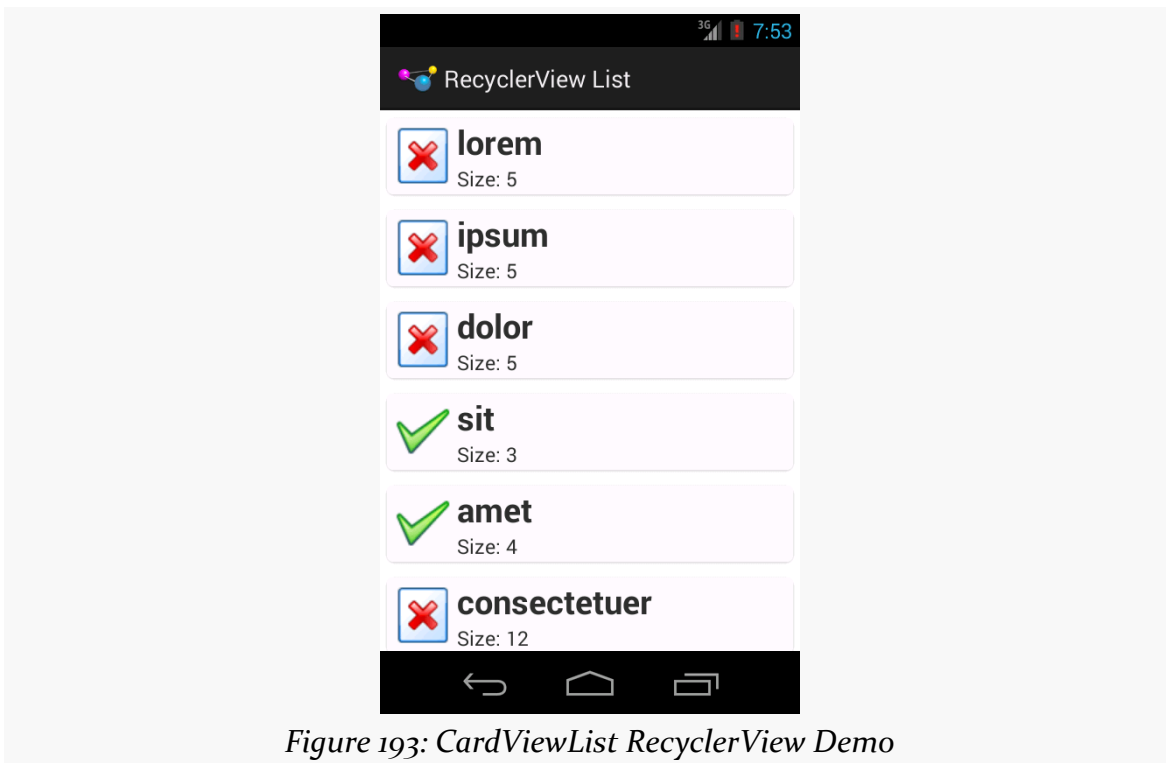 3G 7:53
RecyclerView List
lorem
Size: 5
ipsum
Size: 5
dolor
Size: 5
sit
Size: 3
amet
Size: 4
consectetuer
Size: 12
Figure 193: CardViewList RecyclerView Demo